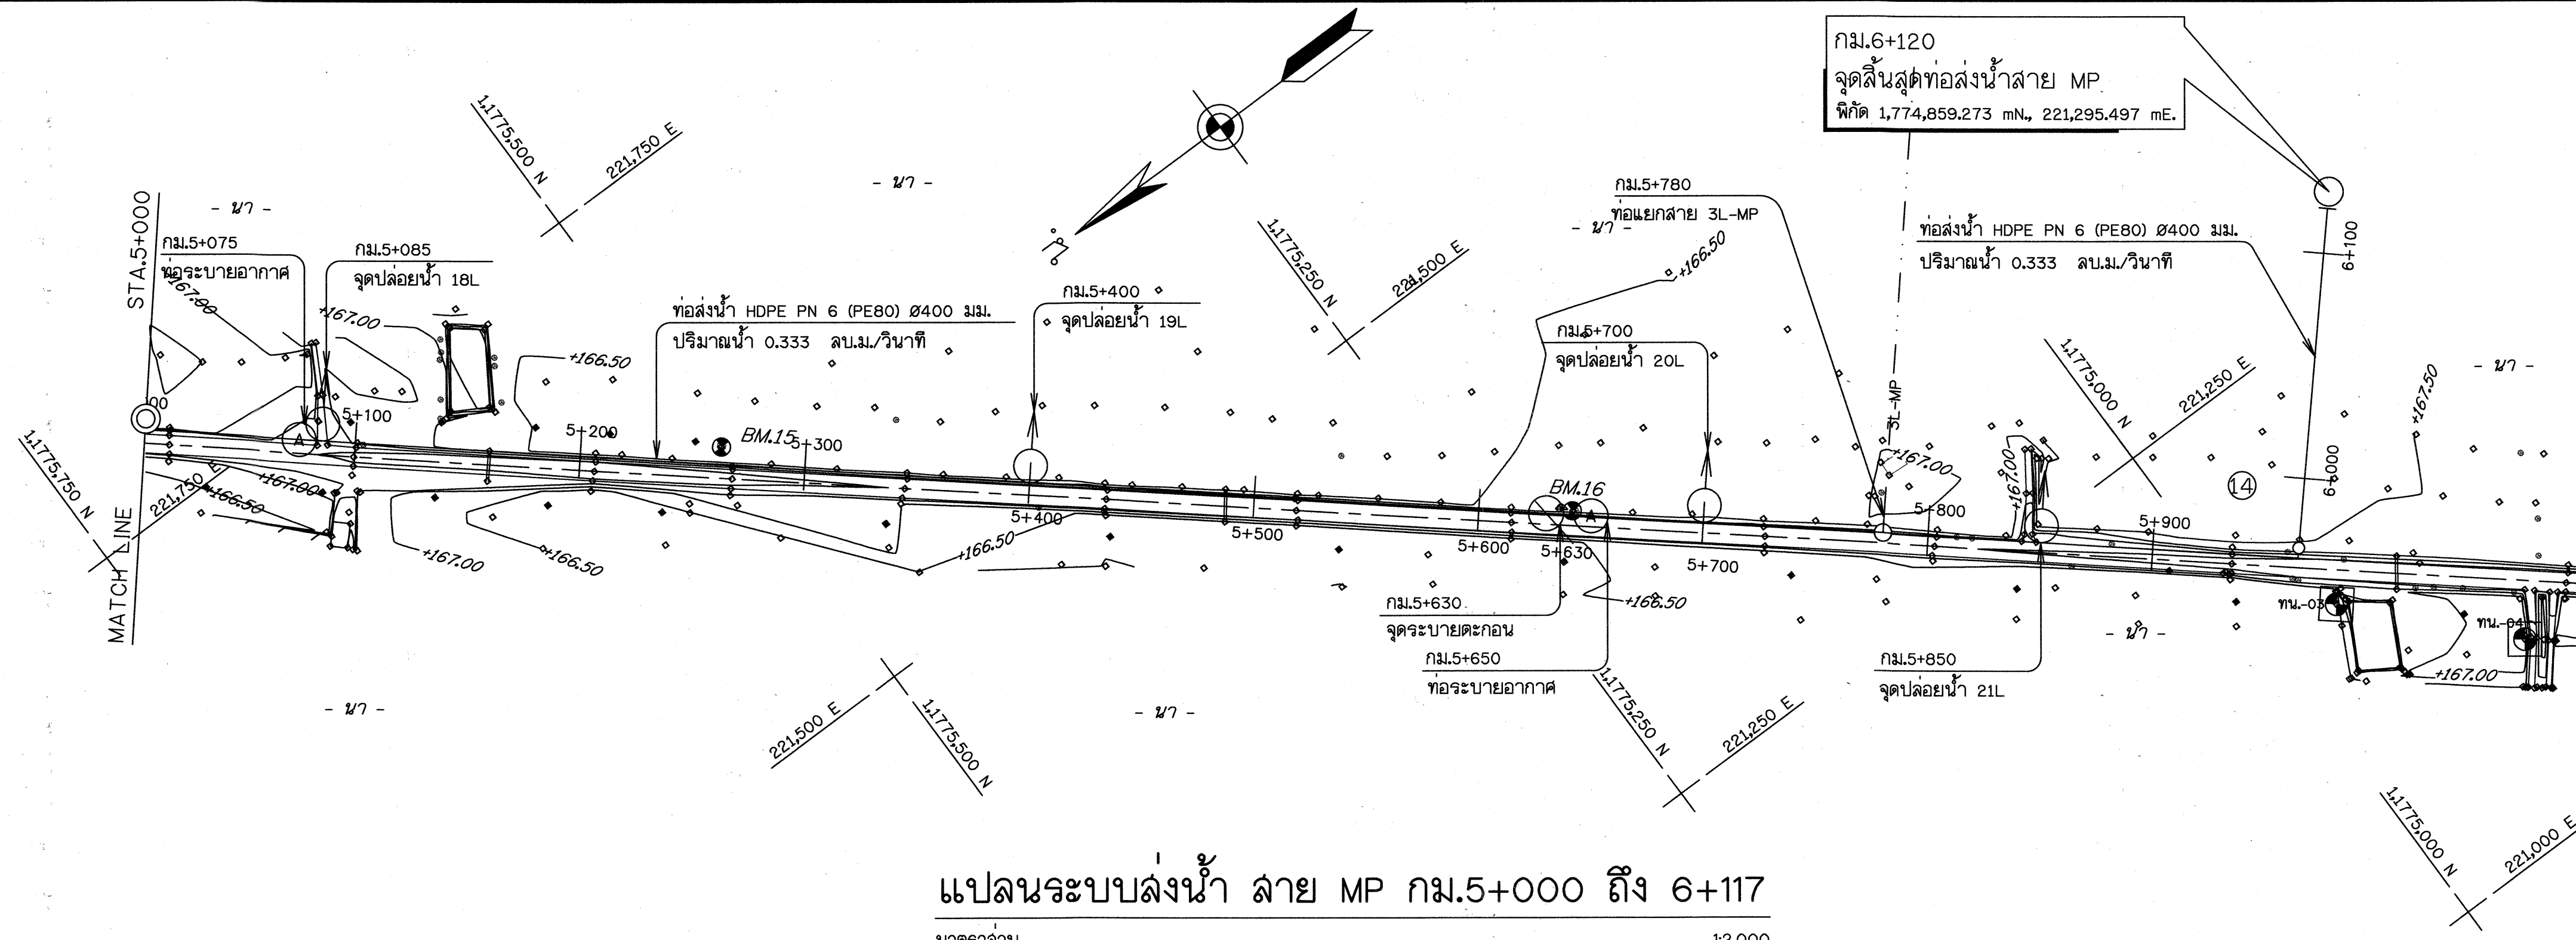 กม.6+120
จุดสิ้นสุดท่อส่งน้ำสาย MP
พิกัด 1,774,859.273 mN., 221,295.497 mE.
1,1775,500 N
221,750 E
- นา -
- นา -
STA.5+000
MATCH LINE
กม.5+075
ท่อระบายอากาศ
กม.5+085
จุดปล่อยน้ำ 18L
+167.00
+167.00
ท่อส่งน้ำ HDPE PN 6 (PE80) Ø400 มม.
ปริมาณน้ำ 0.333 ลบ.ม./วินาที
+166.50
กม.5+400
จุดปล่อยน้ำ 19L
น.
1,1775,250 N
221,500 E
- นา -
กม.5+780
ท่อแยกสาย 3L-MP
+166.50
กม.5+700
จุดปล่อยน้ำ 20L
3L-MP
ท่อส่งน้ำ HDPE PN 6 (PE80) Ø400 มม.
ปริมาณน้ำ 0.333 ลบ.ม./วินาที
6+100
6+000
1,1775,000 N
221,250 E
- นา -
+167.50
14
00
A
5+100
5+200
BM.15
5+300
5+400
5+500
5+600
BM.16
A
5+630
5+700
+167.00
5+800
+167.00
5+900
1,1775,750 N
221,750 E
+167.00
+166.50
+167.00
+166.50
+166.50
กม.5+630
จุดระบายตะกอน
กม.5+650
ท่อระบายอากาศ
+166.50
กม.5+850
จุดปล่อยน้ำ 21L
- นา -
ทน.-03
ทน.-04
+167.00
- นา -
221,500 E
1,1775,500 N
- นา -
1,1775,250 N
221,250 E
1,1775,000 N
221,000 E
แปลนระบบส่งน้ำ สาย MP กม.5+000 ถึง 6+117
มาตราส่วน 1:2,000